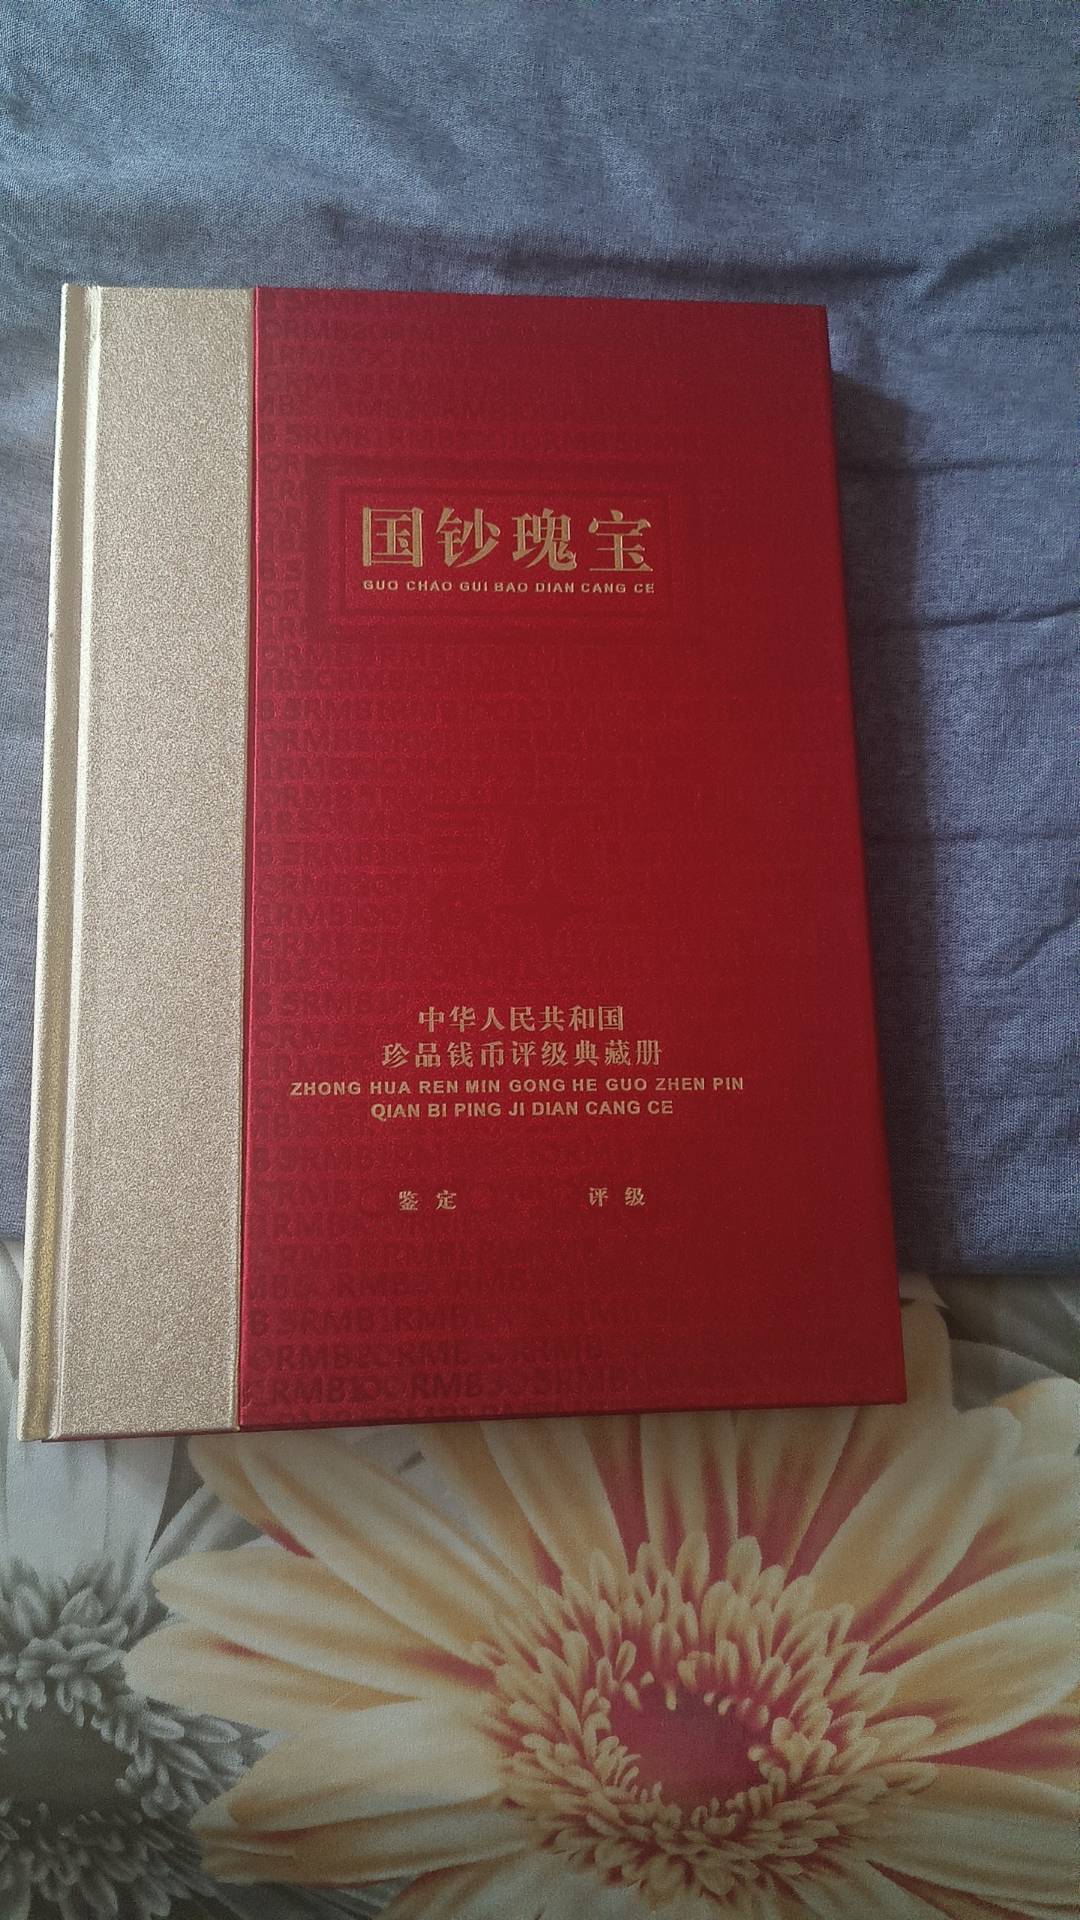 国钞瑰宝
GUO CHAO GUI BAO DIAN CANG CE
中华人民共和国
珍品钱币评级典藏册
ZHONG HUA REN MIN GONG HE GUO ZHEN PIN
QIAN BI PING JI DIAN CANG CE
鉴定 评级